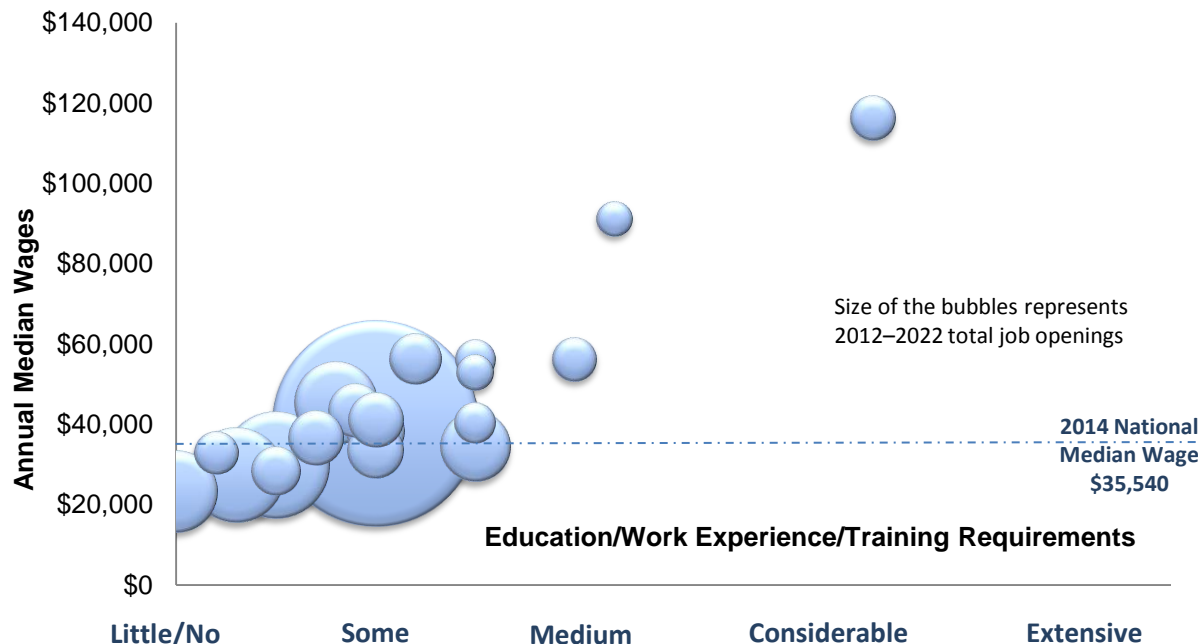 $140,000
$120,000
$100,000
$80,000
$60,000
$40,000
$20,000
$0
Annual Median Wages
Size of the bubbles represents
2012–2022 total job openings
2014 National
Median Wage
$35,540
Education/Work Experience/Training Requirements
Little/No
Some
Medium
Considerable
Extensive